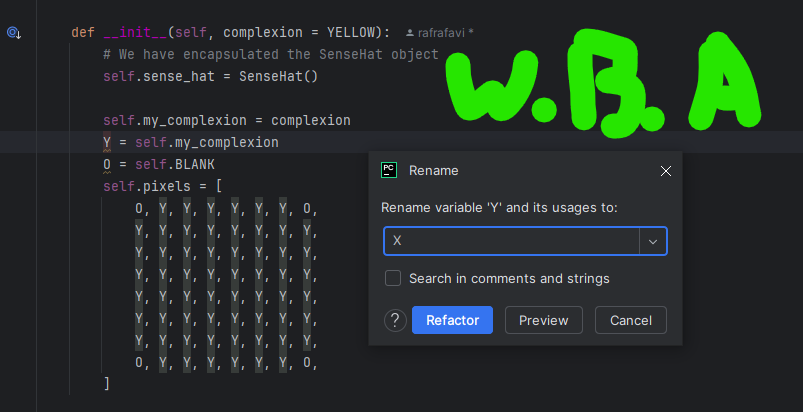 def __init__(self, complexion = YELLOW): rafrafavi *
# We have encapsulated the SenseHat object
self.sense_hat = SenseHat()
W.B.A
self.my_complexion = complexion
Y = self.my_complexion
O = self.BLANK
self.pixels = [
O, Y, Y, Y, Y, Y, Y, O,
Y, Y, Y, Y, Y, Y, Y, Y,
Y, Y, Y, Y, Y, Y, Y, Y,
Y, Y, Y, Y, Y, Y, Y, Y,
Y, Y, Y, Y, Y, Y, Y, Y,
Y, Y, Y, Y, Y, Y, Y, Y,
Y, Y, Y, Y, Y, Y, Y, Y,
O, Y, Y, Y, Y, Y, Y, O,
]
PC
Rename
Rename variable 'Y' and its usages to:
X
Search in comments and strings
?
Refactor
Preview
Cancel